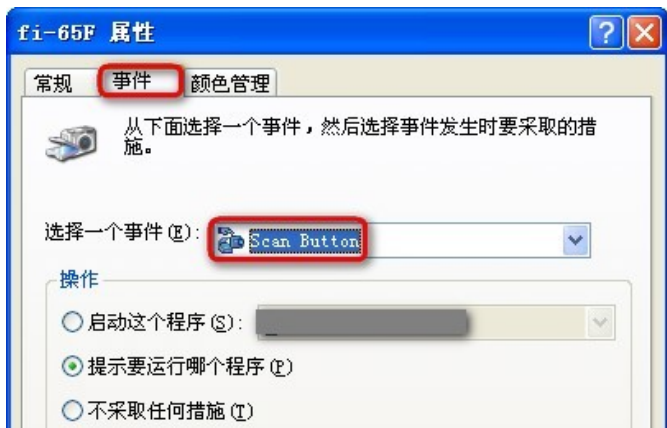 fi-65F 属性
常规 事件 颜色管理
从下面选择一个事件，然后选择事件发生时要采取的措
施。
选择一个事件(E): Scan Button
操作
启动这个程序(S):
提示要运行哪个程序(P)
不采取任何措施(T)